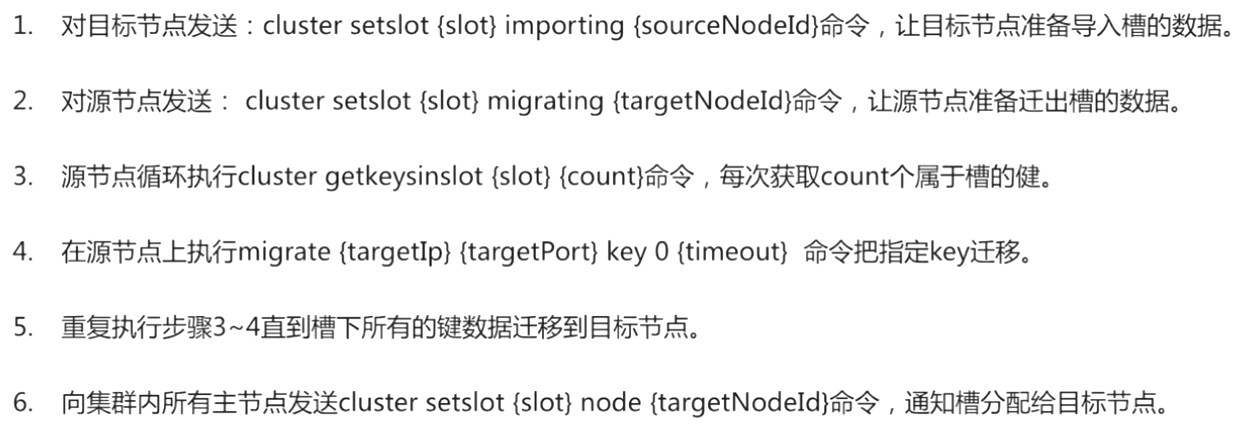 1. 对目标节点发送：cluster setslot {slot} importing {sourceNodeId}命令，让目标节点准备导入槽的数据。
2. 对源节点发送： cluster setslot {slot} migrating {targetNodeId}命令，让源节点准备迁出槽的数据。
3. 源节点循环执行cluster getkeysinslot {slot} {count}命令，每次获取count个属于槽的健。
4. 在源节点上执行migrate {targetIp} {targetPort} key 0 {timeout} 命令把指定key迁移。
5. 重复执行步骤3~4直到槽下所有的键数据迁移到目标节点。
6. 向集群内所有主节点发送cluster setslot {slot} node {targetNodeId}命令，通知槽分配给目标节点。